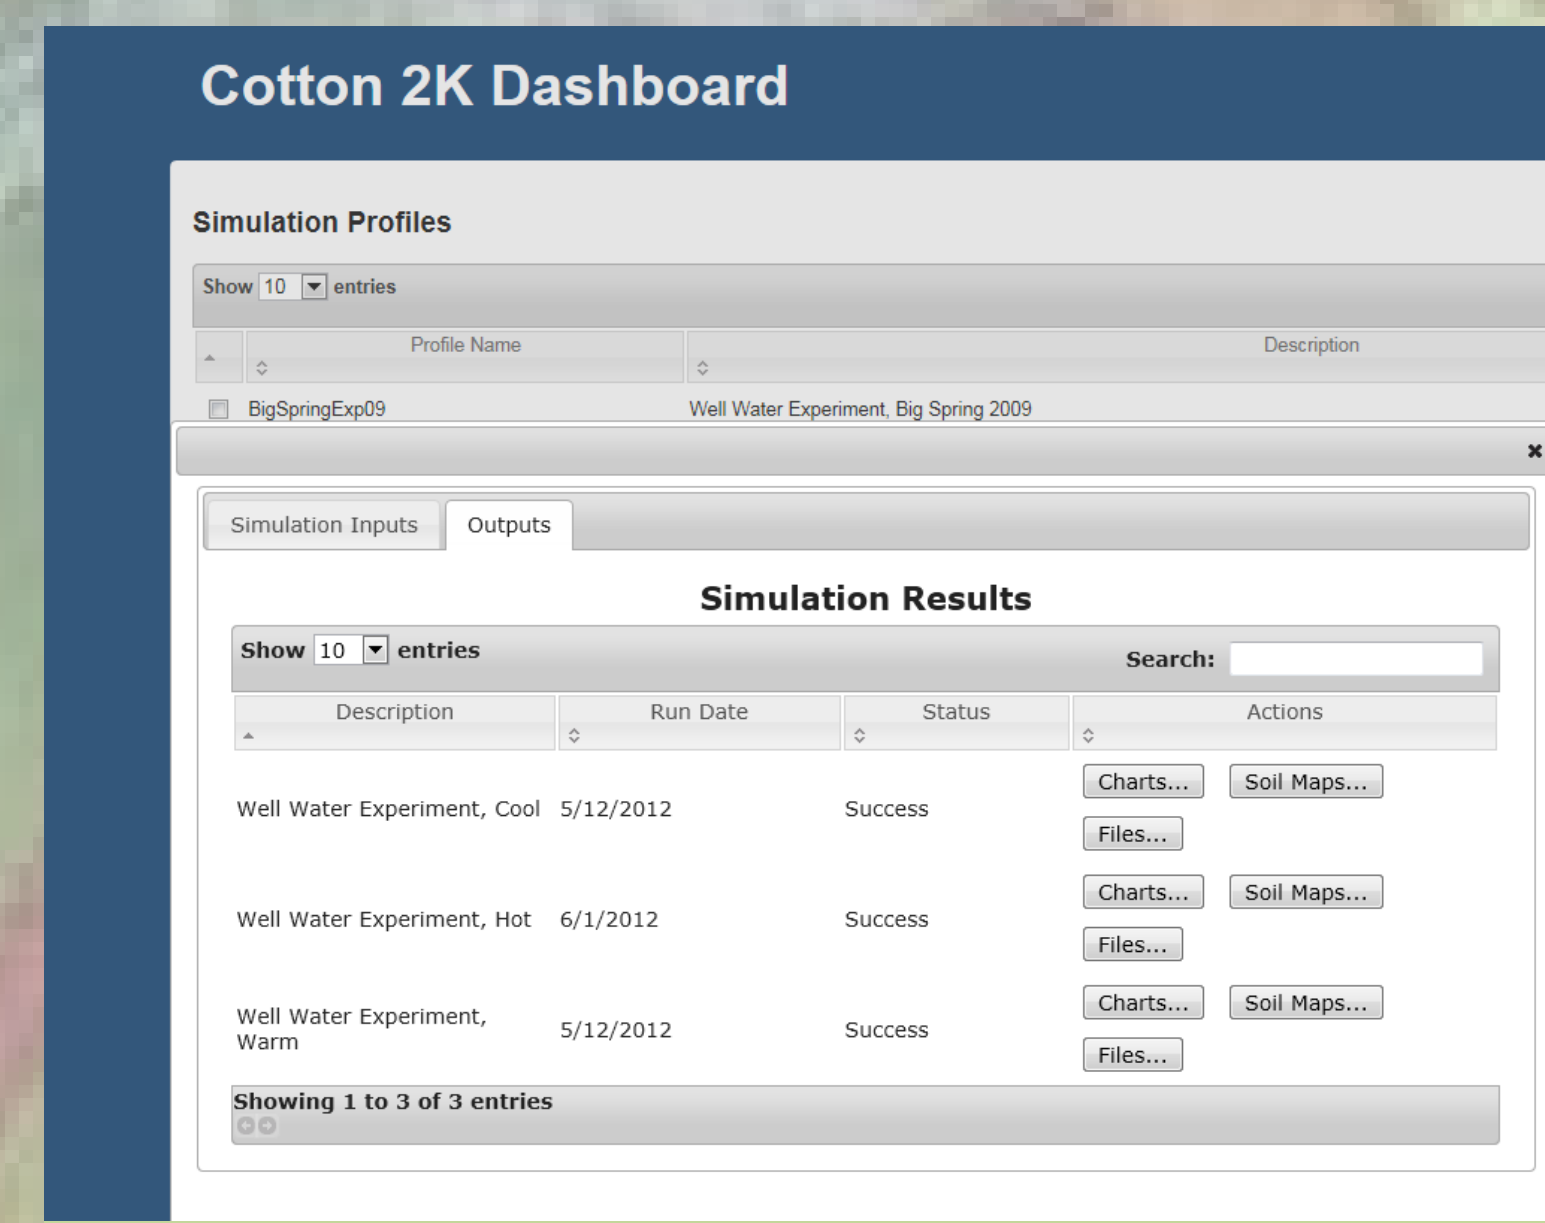 Cotton 2K Dashboard
Simulation Profiles
Show 10 entries
Profile Name Description
BigSpringExp09 Well Water Experiment, Big Spring 2009
Simulation Inputs Outputs
Simulation Results
Show 10 entries Search:
Description Run Date Status Actions
Well Water Experiment, Cool 5/12/2012 Success Charts... Soil Maps...
Files...
Well Water Experiment, Hot 6/1/2012 Success Charts... Soil Maps...
Files...
Well Water Experiment,
Warm 5/12/2012 Success Charts... Soil Maps...
Files...
Showing 1 to 3 of 3 entries